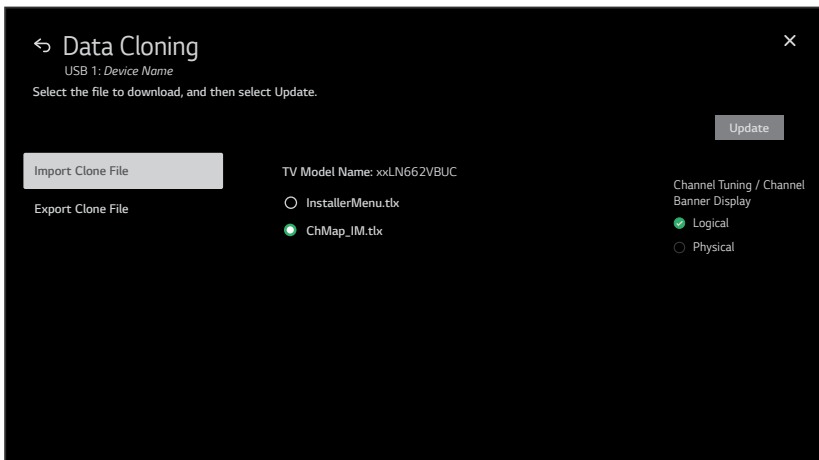 Data Cloning
USB 1: Device Name
Select the file to download, and then select Update.
Update
Import Clone File
Export Clone File
TV Model Name: xxLN662VBUC
InstallerMenu.tlx
ChMap_IM.tlx
Channel Tuning / Channel
Banner Display
Logical
Physical